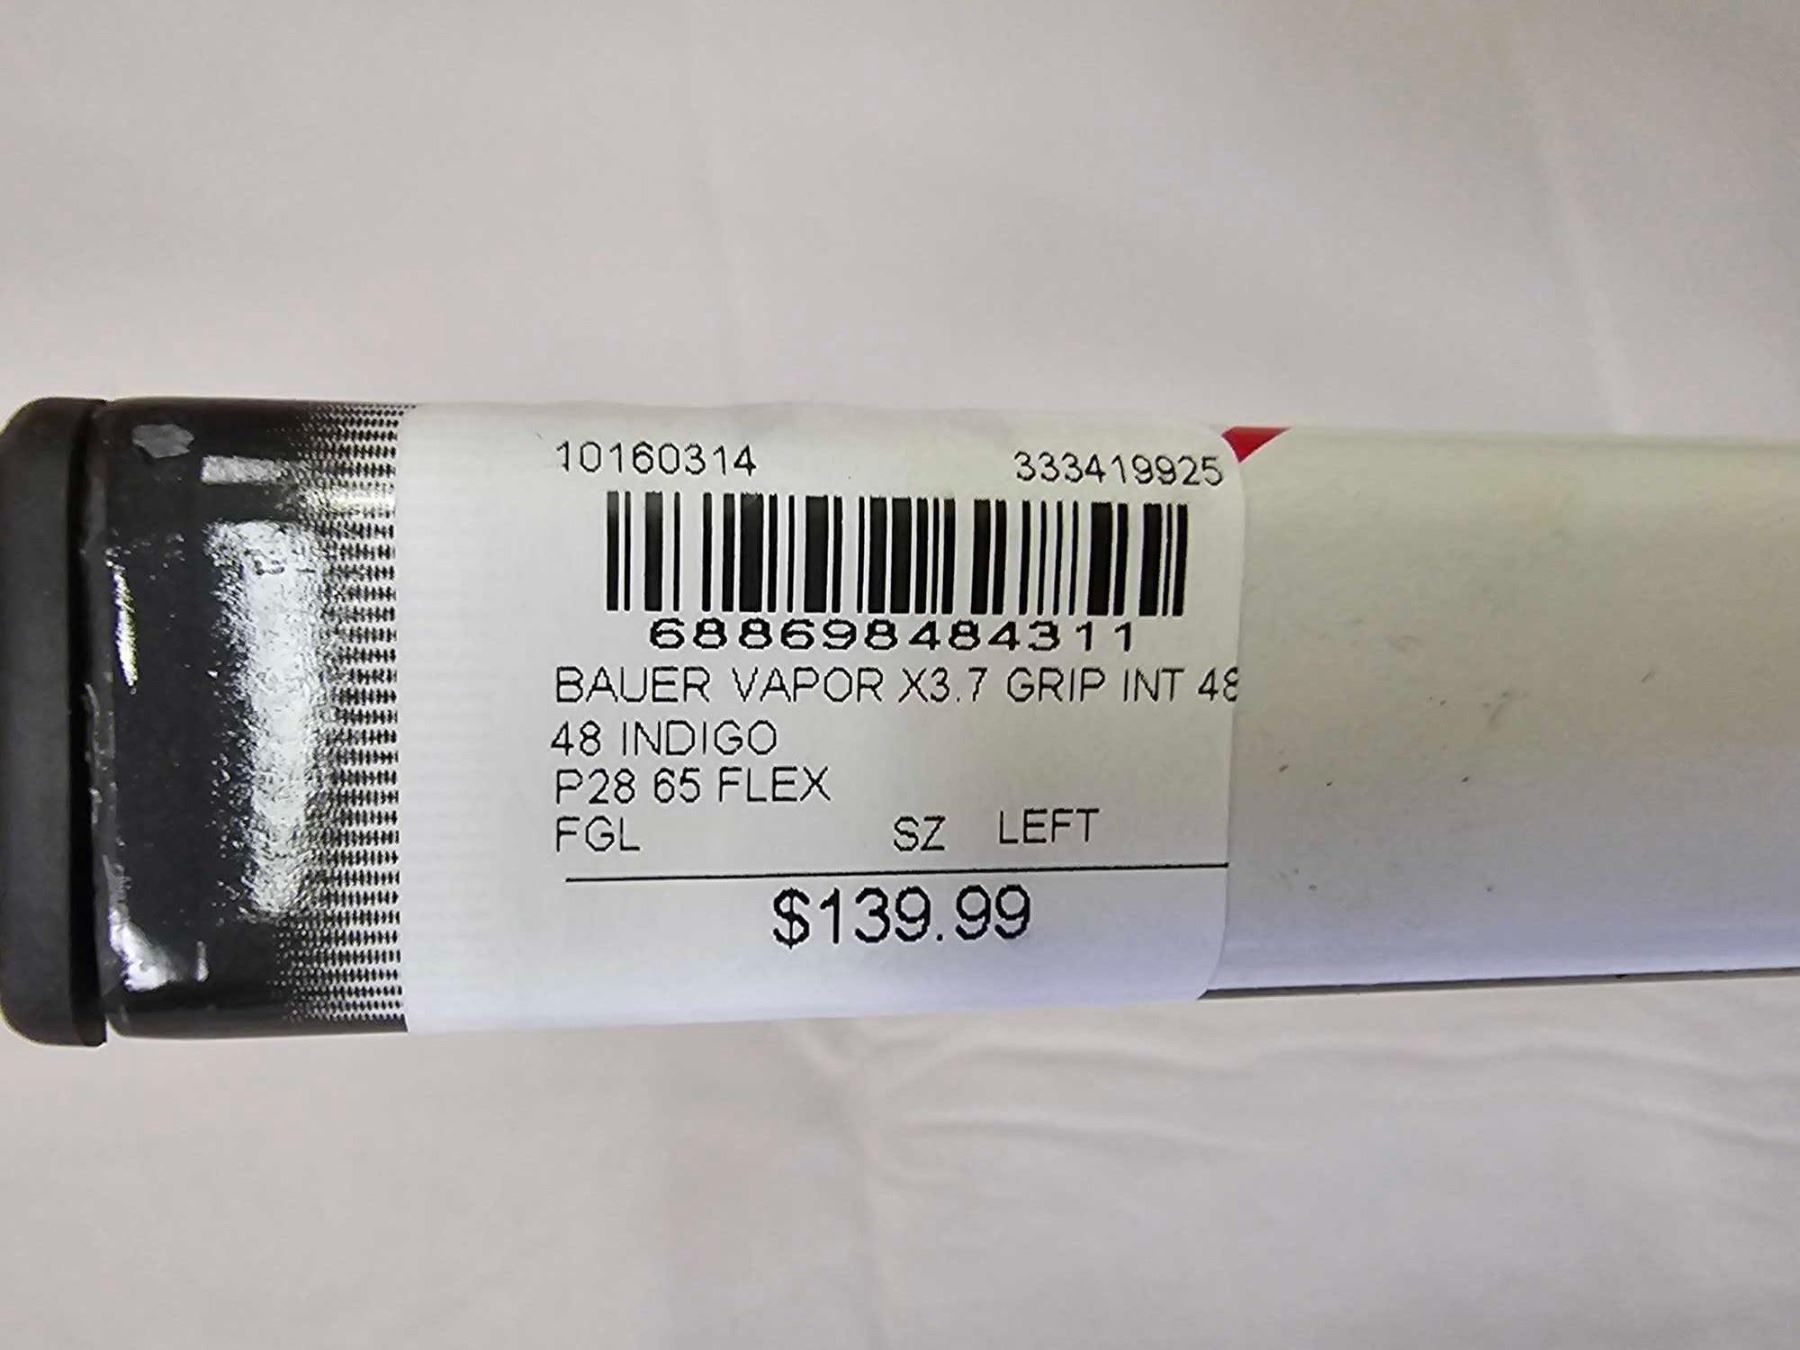 10160314 333419925
688698484311
BAUER VAPOR X3.7 GRIP INT 48
48 INDIGO
P28 65 FLEX
FGL SZ LEFT
$139.99